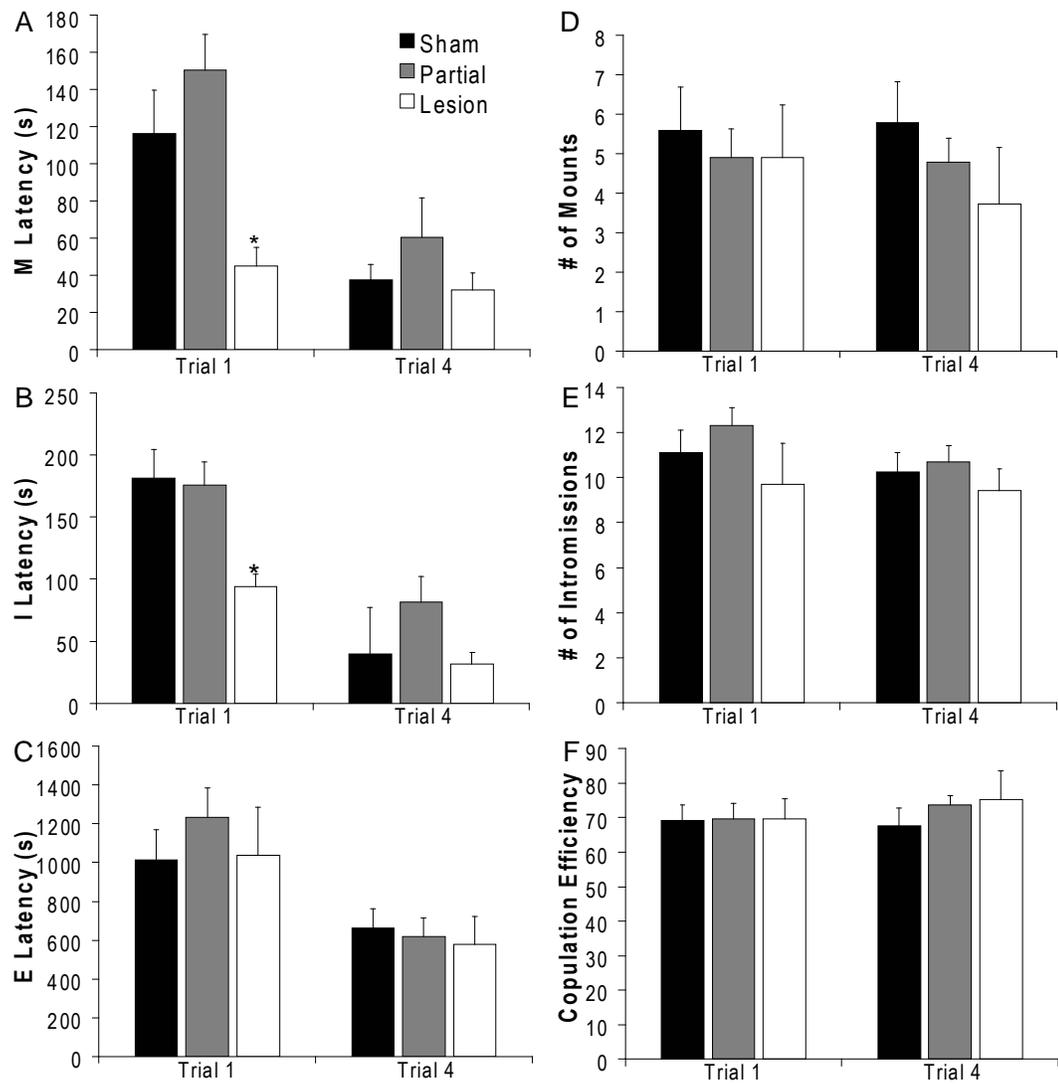 A
M Latency (s)
180
160
140
120
100
80
60
40
20
0
Sham
Partial
Lesion
*
Trial 1
Trial 4
B
I Latency (s)
250
200
150
100
50
0
*
Trial 1
Trial 4
C
E Latency (s)
1600
1400
1200
1000
800
600
400
200
0
Trial 1
Trial 4
D
# of Mounts
8
7
6
5
4
3
2
1
0
Trial 1
Trial 4
E
# of Intromissions
14
12
10
8
6
4
2
0
Trial 1
Trial 4
F
Copulation Efficiency
90
80
70
60
50
40
30
20
10
0
Trial 1
Trial 4